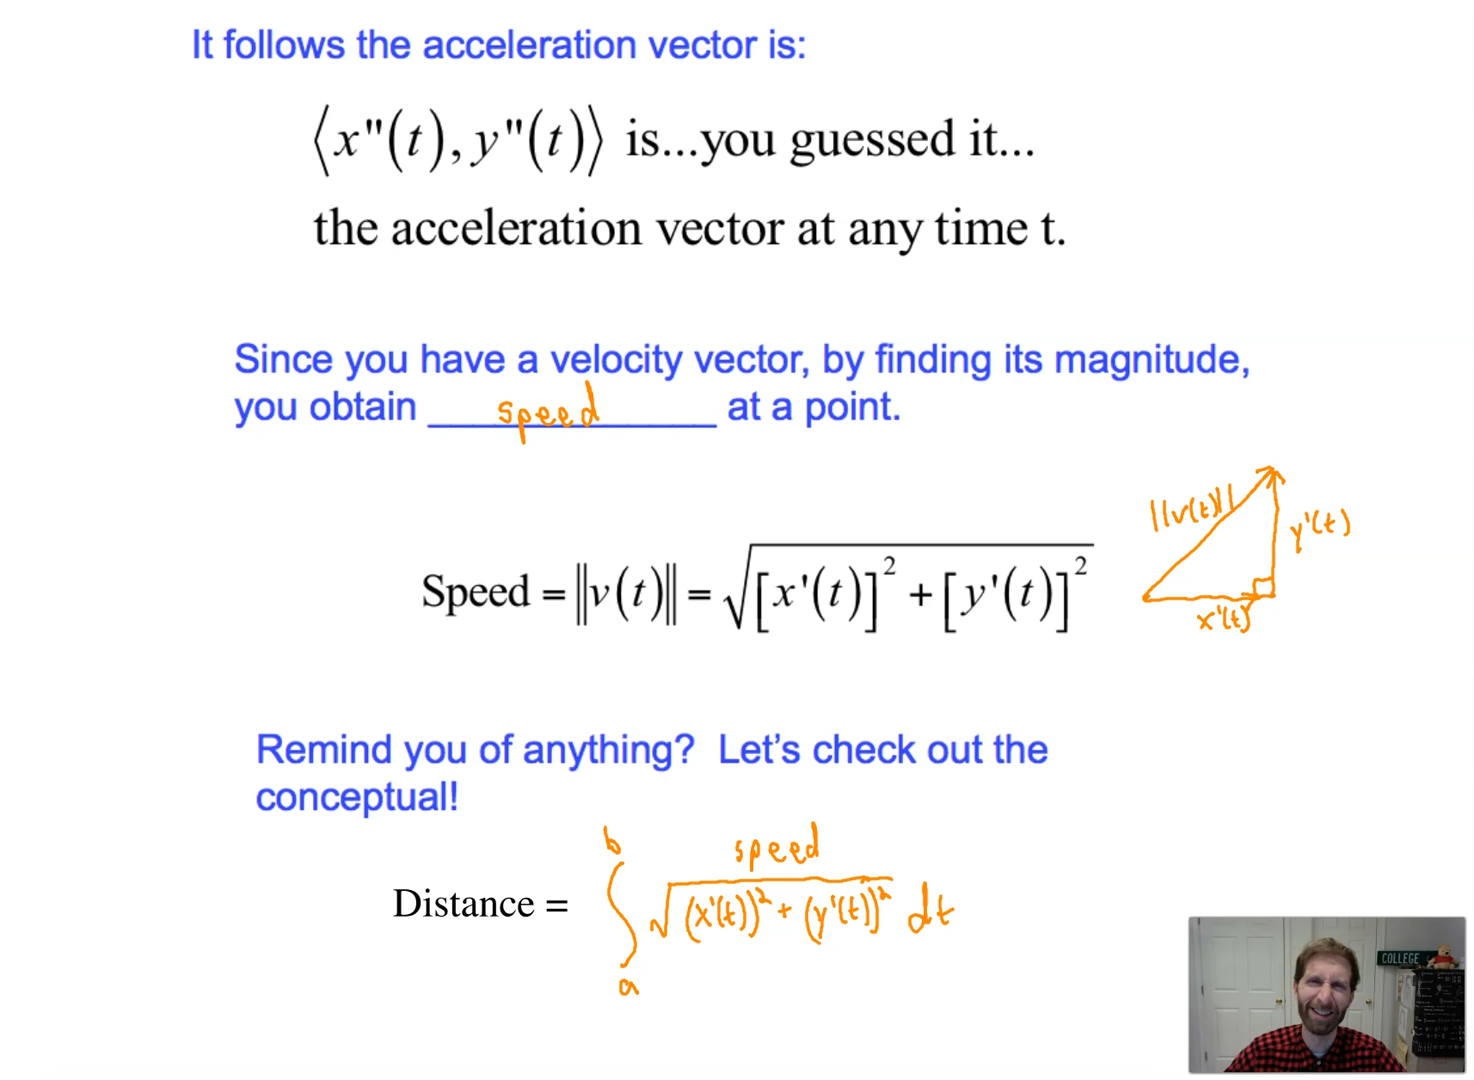 It follows the acceleration vector is:
⟨x"(t), y"(t)⟩ is...you guessed it...
the acceleration vector at any time t.
Since you have a velocity vector, by finding its magnitude,
you obtain speed at a point.
||v(t)||
y'(t)
Speed = ||v(t)|| = √[x'(t)]² + [y'(t)]²
x'(t)
Remind you of anything? Let's check out the
conceptual!
b
speed
Distance = ∫ √(x'(t))² + (y'(t))² dt
a
COLLEGE